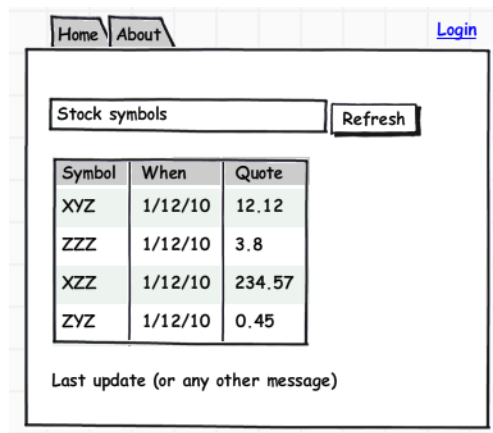 Home About Login
Stock symbols Refresh
Symbol When Quote
XYZ 1/12/10 12.12
ZZZ 1/12/10 3.8
XZZ 1/12/10 234.57
ZYZ 1/12/10 0.45
Last update (or any other message)